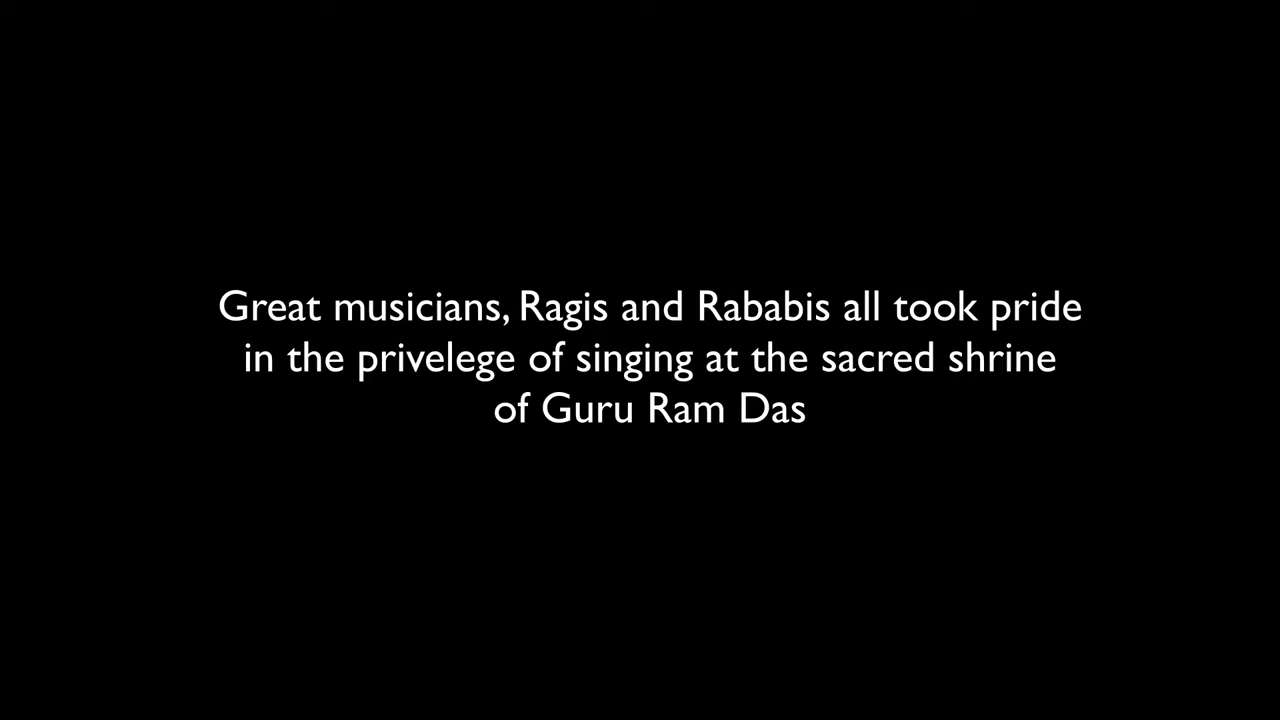 Great musicians, Ragis and Rababis all took pride
in the privelege of singing at the sacred shrine
of Guru Ram Das